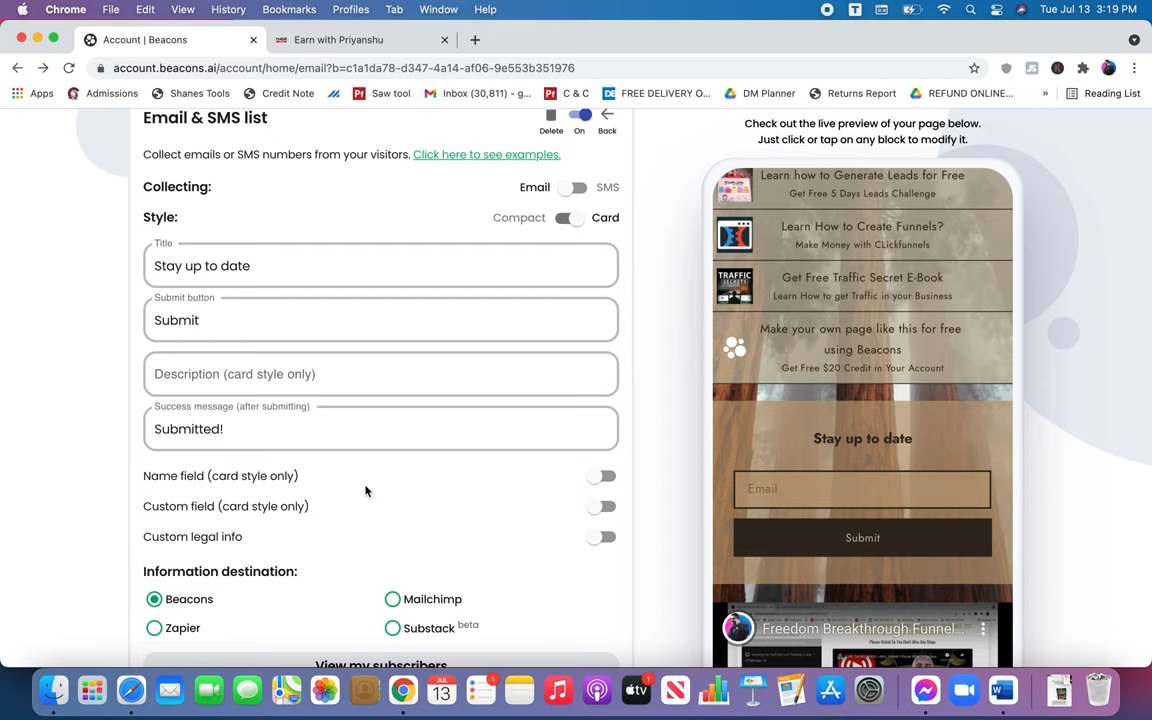 Chrome File Edit View History Bookmarks Profiles Tab Window Help
Tue Jul 13 3:19 PM
Account | Beacons
Earn with Priyanshu
account.beacons.ai/account/home/email?b=c1a1da78-d347-4a14-af06-9e553b351976
Apps Admissions Shanes Tools Credit Note Saw tool Inbox (30,811) - g... C & C FREE DELIVERY O... DM Planner Returns Report REFUND ONLINE... » Reading List
Email & SMS list
Delete On Back
Collect emails or SMS numbers from your visitors. Click here to see examples.
Collecting:
Email SMS
Style:
Compact Card
Title
Stay up to date
Submit button
Submit
Description (card style only)
Success message (after submitting)
Submitted!
Name field (card style only)
Custom field (card style only)
Custom legal info
Information destination:
Beacons Mailchimp
Zapier Substack beta
View my subscribers
Check out the live preview of your page below.
Just click or tap on any block to modify it.
Learn how to Generate Leads for Free
Get Free 5 Days Leads Challenge
Learn How to Create Funnels?
Make Money with CLickfunnels
TRAFFIC
SECRETS
Get Free Traffic Secret E-Book
Learn How to get Traffic in your Business
Make your own page like this for free
using Beacons
Get Free $20 Credit in Your Account
Stay up to date
Email
Submit
Freedom Breakthrough Funnel...
JUL
13
1
tv
1